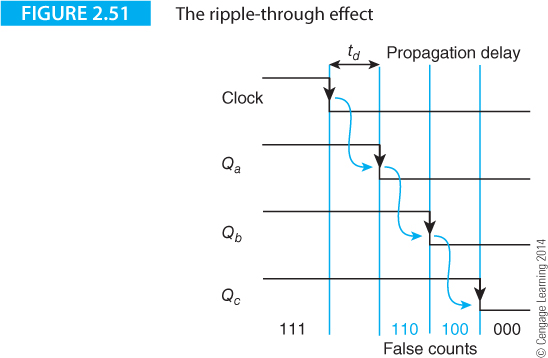 FIGURE 2.51 The ripple-through effect
td Propagation delay
Clock
Qa
Qb
Qc
111 110 100 000
False counts
© Cengage Learning 2014